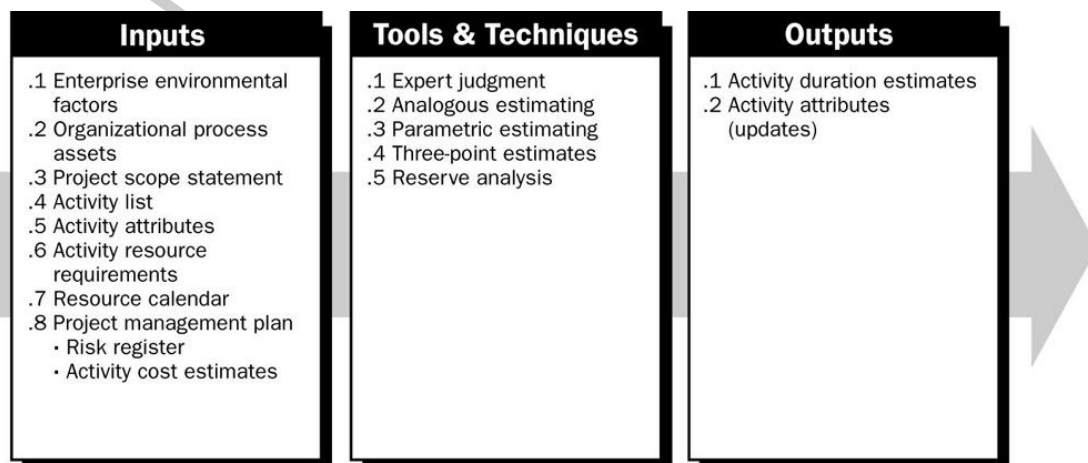 Inputs
.1 Enterprise environmental
factors
.2 Organizational process
assets
.3 Project scope statement
.4 Activity list
.5 Activity attributes
.6 Activity resource
requirements
.7 Resource calendar
.8 Project management plan
· Risk register
· Activity cost estimates
Tools & Techniques
.1 Expert judgment
.2 Analogous estimating
.3 Parametric estimating
.4 Three-point estimates
.5 Reserve analysis
Outputs
.1 Activity duration estimates
.2 Activity attributes
(updates)